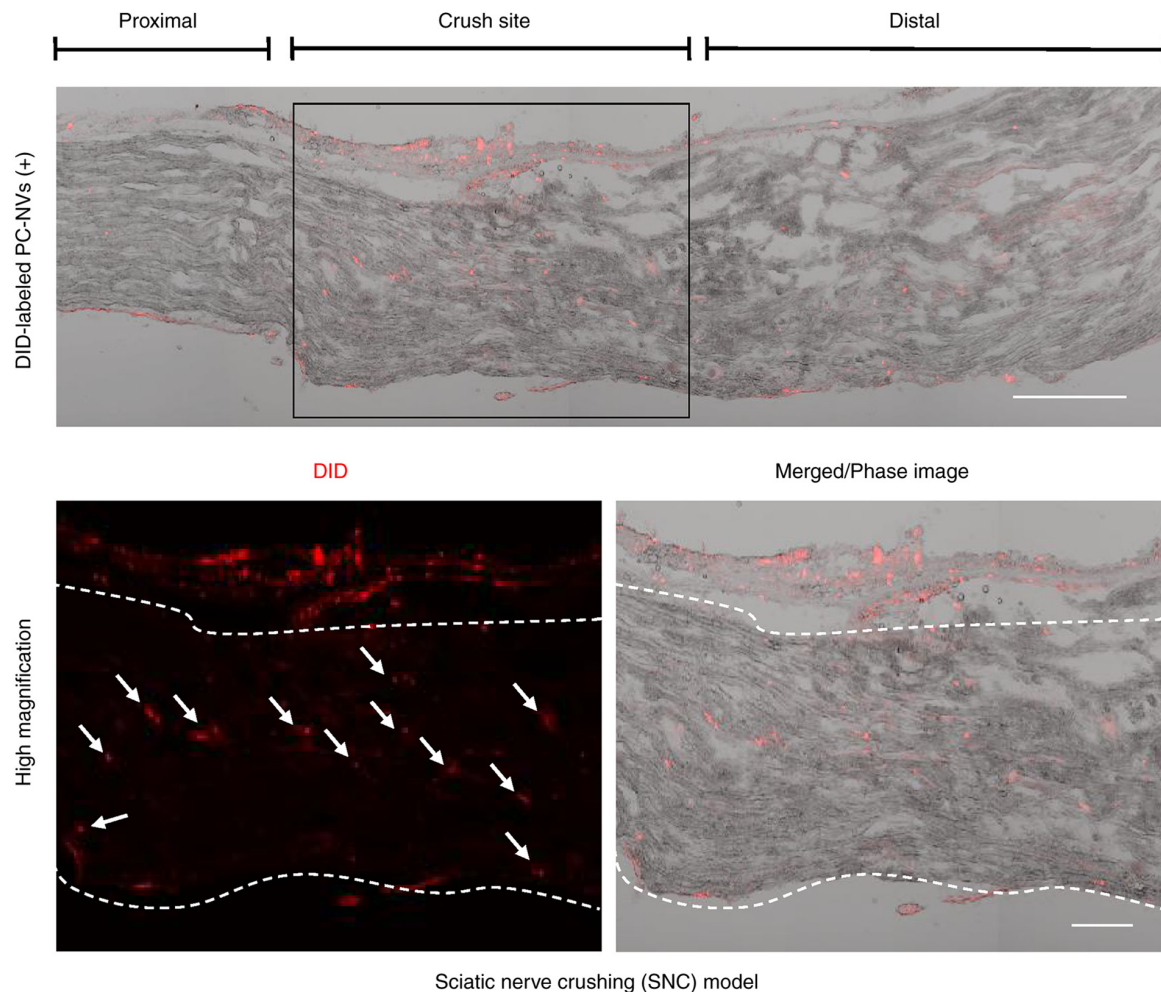 Proximal
Crush site
Distal
DID-labeled PC-NVs (+)
DID
Merged/Phase image
High magnification
Sciatic nerve crushing (SNC) model